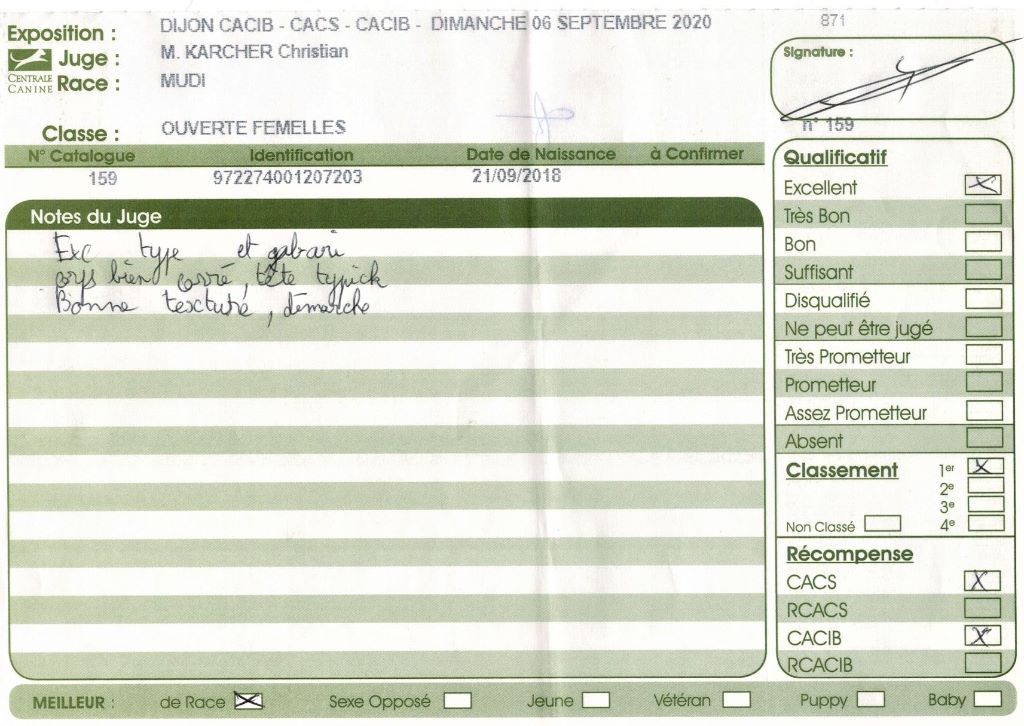 Exposition : DIJON CACIB - CACS - CACIB - DIMANCHE 06 SEPTEMBRE 2020
871
Juge : M. KARCHER Christian
CENTRALE CANINE
Race : MUDI
Signature :
n° 159
Classe : OUVERTE FEMELLES
N° Catalogue Identification Date de Naissance à Confirmer
159 972274001207203 21/09/2018
Notes du Juge
Exc type et gabari
corps bien carré, tête typick
Bonne texture, démarche
Qualificatif
Excellent
Très Bon
Bon
Suffisant
Disqualifié
Ne peut être jugé
Très Prometteur
Prometteur
Assez Prometteur
Absent
Classement 1er
2e
3e
Non Classé 4e
Récompense
CACS
RCACS
CACIB
RCACIB
MEILLEUR : de Race Sexe Opposé Jeune Vétéran Puppy Baby